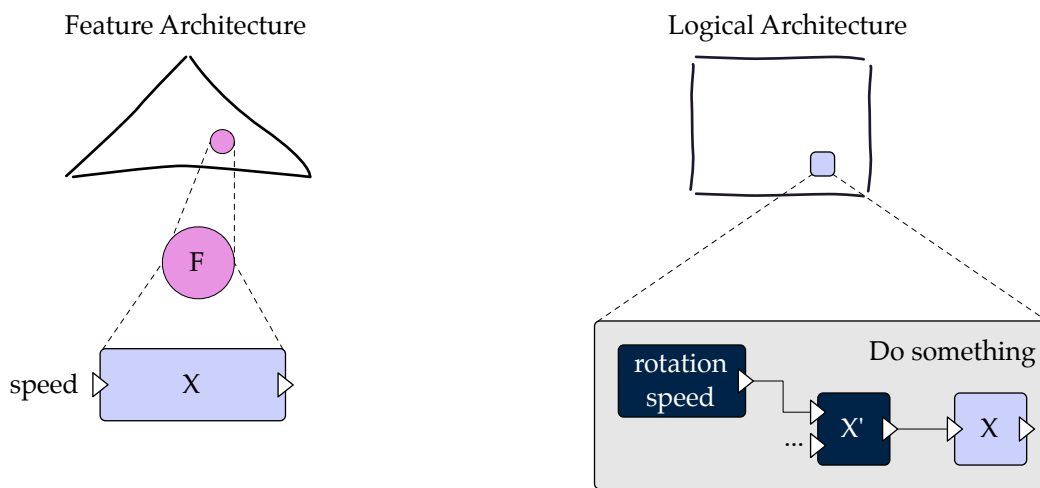 Feature Architecture
Logical Architecture
F
speed
X
Do something
rotation
speed
...
X'
X